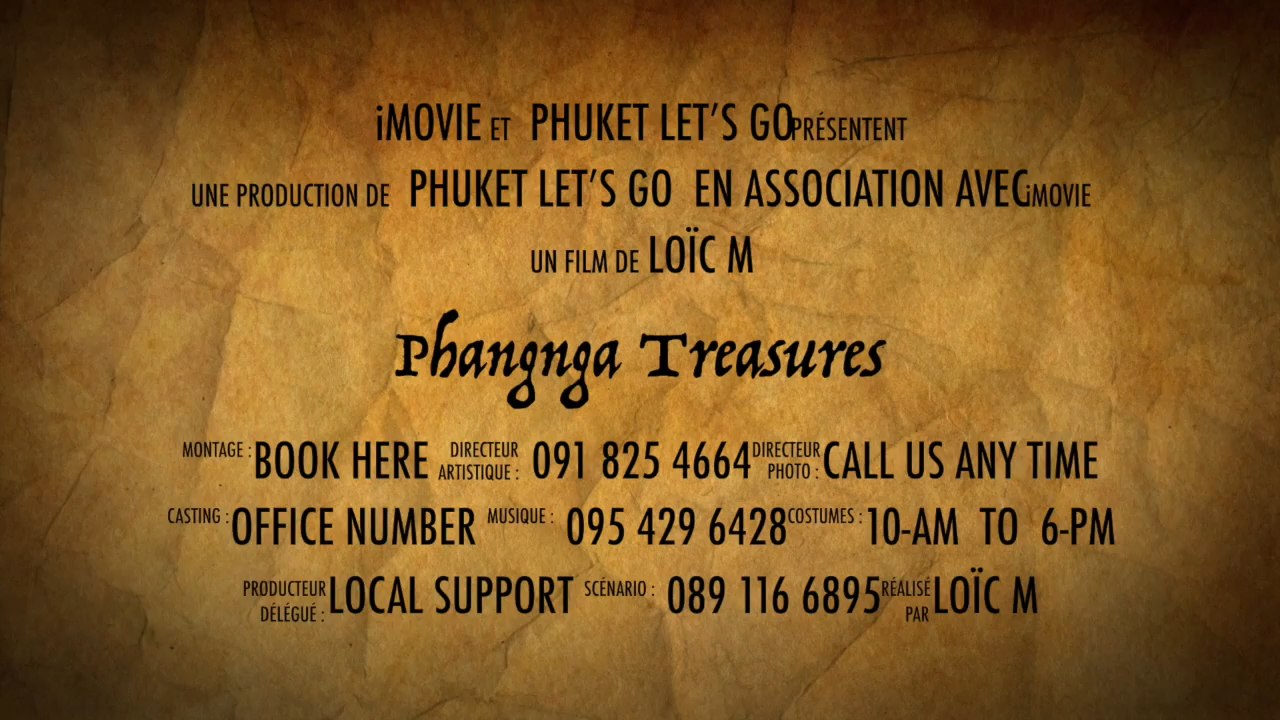 iMOVIE ET PHUKET LET'S GO PRÉSENTENT
UNE PRODUCTION DE PHUKET LET'S GO EN ASSOCIATION AVEC iMOVIE
UN FILM DE LOÏC M
Phangnga Treasures
MONTAGE : BOOK HERE DIRECTEUR ARTISTIQUE : 091 825 4664 DIRECTEUR PHOTO : CALL US ANY TIME
CASTING : OFFICE NUMBER MUSIQUE : 095 429 6428 COSTUMES : 10-AM TO 6-PM
PRODUCTEUR DÉLÉGUÉ : LOCAL SUPPORT SCÉNARIO : 089 116 6895 RÉALISÉ PAR LOÏC M